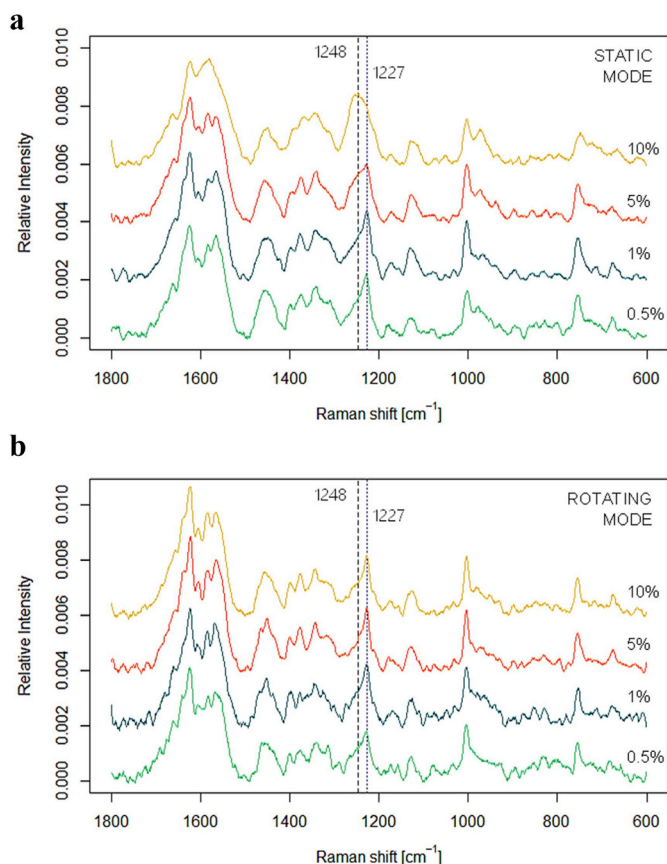 a
0.010
0.008
0.006
0.004
0.002
0.000
Relative Intensity
1248
1227
STATIC
MODE
10%
5%
1%
0.5%
1800 1600 1400 1200 1000 800 600
Raman shift [cm⁻¹]
b
0.010
0.008
0.006
0.004
0.002
0.000
Relative Intensity
1248
1227
ROTATING
MODE
10%
5%
1%
0.5%
1800 1600 1400 1200 1000 800 600
Raman shift [cm⁻¹]